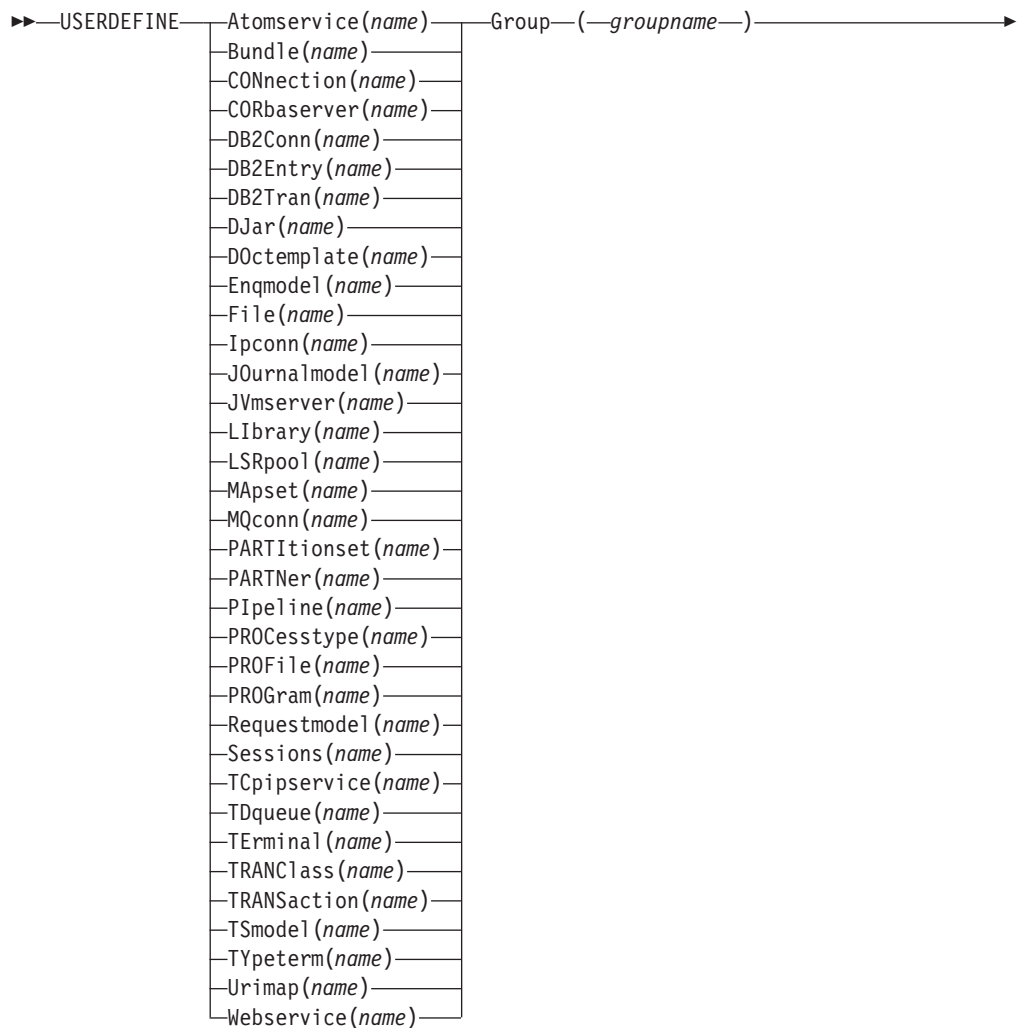 USERDEFINE Atomservice(name) Group ( groupname )
Bundle(name)
CONnection(name)
CORbaserver(name)
DB2Conn(name)
DB2Entry(name)
DB2Tran(name)
DJar(name)
DOctemplate(name)
Enqmodel(name)
File(name)
Ipconn(name)
JOurnalmodel(name)
JVmserver(name)
LIbrary(name)
LSRpool(name)
MApset(name)
MQconn(name)
PARTItionset(name)
PARTNer(name)
PIpeline(name)
PROCesstype(name)
PROFile(name)
PROGram(name)
Requestmodel(name)
Sessions(name)
TCpipservice(name)
TDqueue(name)
TErminal(name)
TRANClass(name)
TRANSaction(name)
TSmodel(name)
TYpeterm(name)
Urimap(name)
Webservice(name)